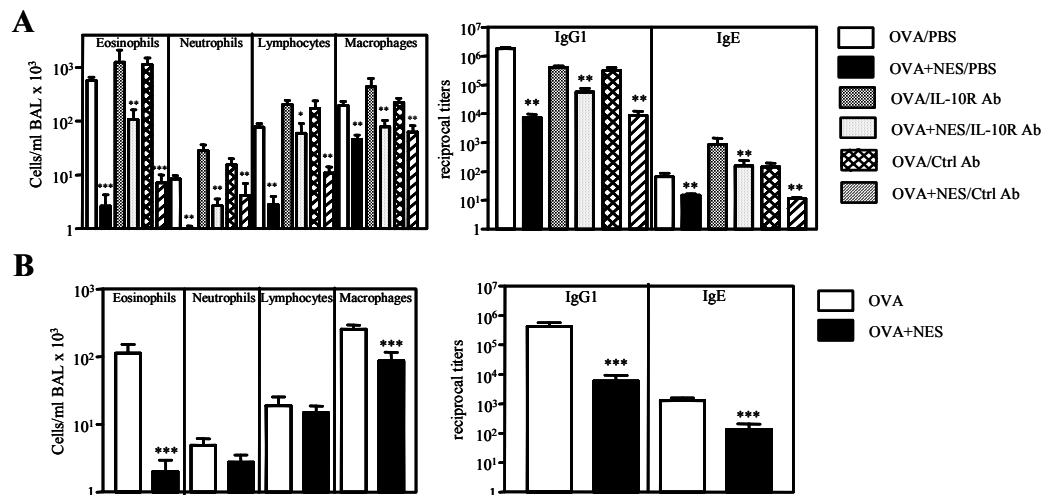 A
Eosinophils Neutrophils Lymphocytes Macrophages
Cells/ml BAL x 10³
10³
10²
10¹
1
*** ** *** ** ** ** ** * ** ** ** **
IgG1 IgE
reciprocal titers
10⁷
10⁶
10⁵
10⁴
10³
10²
10¹
1
** ** ** ** ** **
OVA/PBS
OVA+NES/PBS
OVA/IL-10R Ab
OVA+NES/IL-10R Ab
OVA/Ctrl Ab
OVA+NES/Ctrl Ab
B
Eosinophils Neutrophils Lymphocytes Macrophages
Cells/ml BAL x 10³
10³
10²
10¹
1
*** ***
IgG1 IgE
reciprocal titers
10⁷
10⁶
10⁵
10⁴
10³
10²
10¹
1
*** ***
OVA
OVA+NES